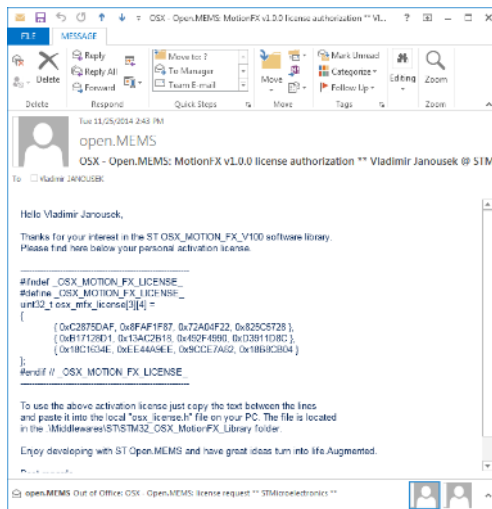 OSX - Open.MEMS: MotionFX v1.0.0 license authorization ** Vl...
FILE MESSAGE
Delete
Reply
Reply All
Forward
Move to: ?
To Manager
Team E-mail
Move
Mark Unread
Categorize
Follow Up
Editing
Zoom
Delete Respond Quick Steps Move Tags Zoom
Tue 11/25/2014 2:43 PM
open.MEMS
OSX - Open.MEMS: MotionFX v1.0.0 license authorization ** Vladimir Janousek @ STM
To Vladimir JANOUSEK
Hello Vladimir Janousek,
Thanks for your interest in the ST OSX_MOTION_FX_V100 software library.
Please find here below your personal activation license.
#ifndef _OSX_MOTION_FX_LICENSE_
#define _OSX_MOTION_FX_LICENSE_
uint32_t osx_mfx_license[3][4] =
{
{ 0xC2875DAF, 0x8FAF1F87, 0x72A04F22, 0x825C5728 },
{ 0xB17128D1, 0x13AC2B18, 0x492F4990, 0xD3911D8C },
{ 0x18C1634E, 0xEE44A9EE, 0x9CCE7A82, 0x18B8CB04 }
};
#endif // _OSX_MOTION_FX_LICENSE_
To use the above activation license just copy the text between the lines
and paste it into the local "osx_license.h" file on your PC. The file is located
in the .\Middlewares\ST\STM32_OSX_MotionFX_Library folder.
Enjoy developing with ST Open.MEMS and have great ideas turn into life.Augmented.
open.MEMS Out of Office: OSX - Open.MEMS: license request ** STMicroelectronics **